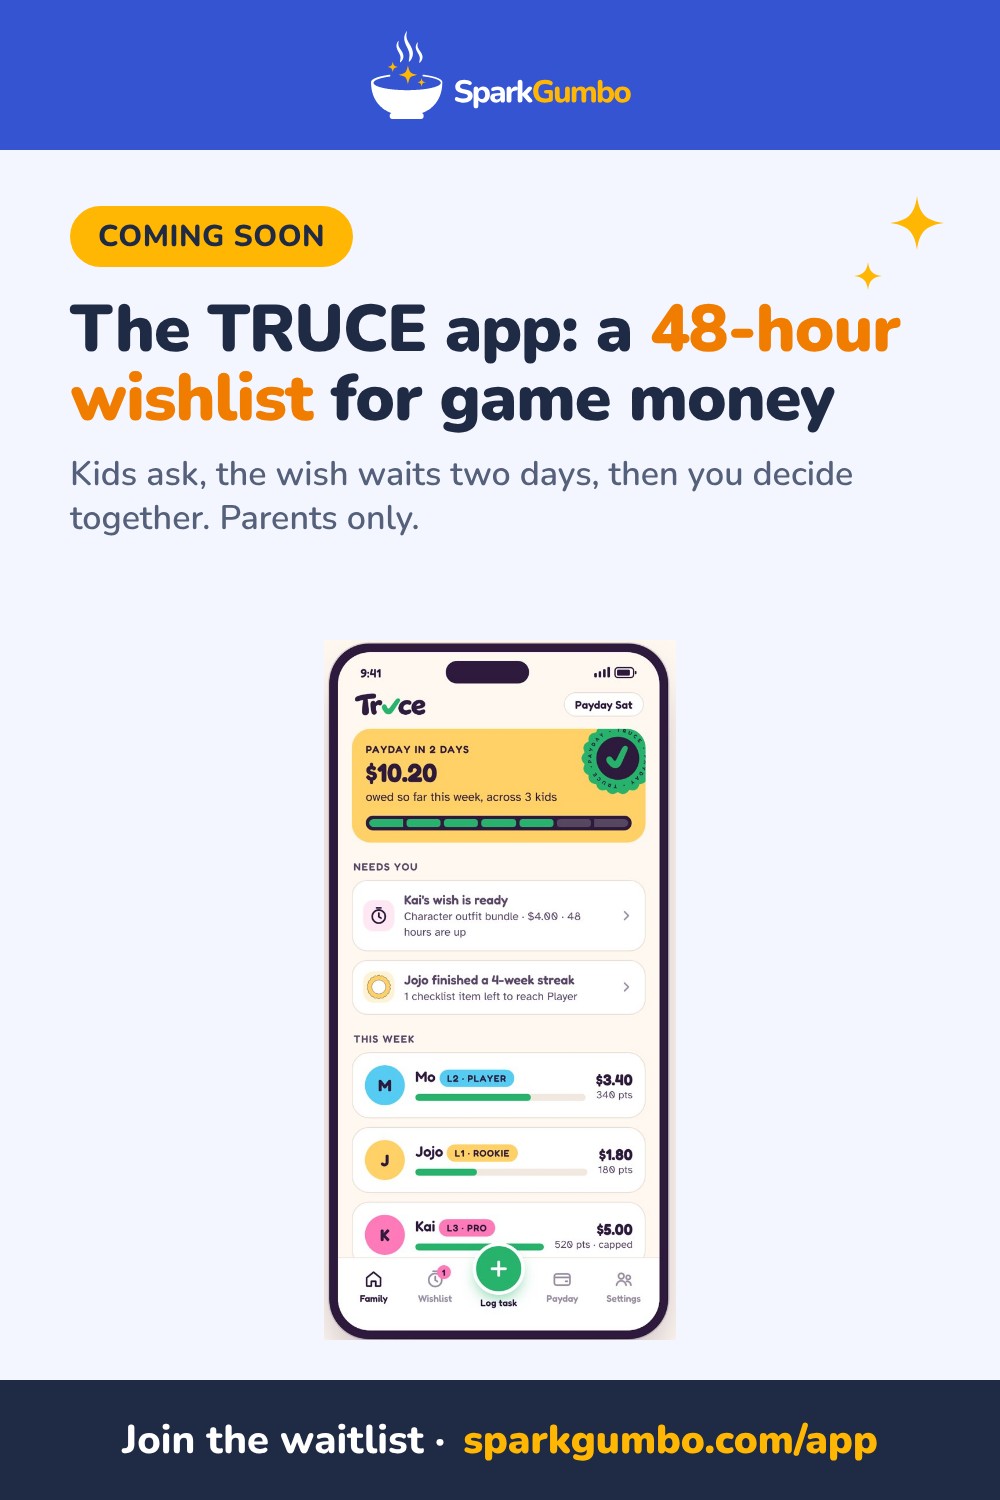 SparkGumbo
COMING SOON
The TRUCE app: a 48-hour
wishlist for game money
Kids ask, the wish waits two days, then you decide
together. Parents only.
9:41
Truce
Payday Sat
PAYDAY IN 2 DAYS
$10.20
owed so far this week, across 3 kids
NEEDS YOU
Kai's wish is ready
Character outfit bundle · $4.00 · 48
hours are up
Jojo finished a 4-week streak
1 checklist item left to reach Player
THIS WEEK
M
Mo
L2 · PLAYER
$3.40
340 pts
J
Jojo
L1 · ROOKIE
$1.80
180 pts
K
Kai
L3 · PRO
$5.00
520 pts · capped
Family
1
Wishlist
Log task
Payday
Settings
Join the waitlist · sparkgumbo.com/app